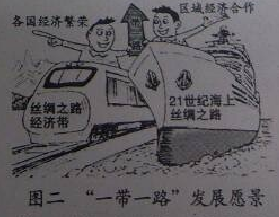 各国经济繁荣
区域经济合作
丝绸之路
经济带
21世纪海上
丝绸之路
图二 “一带一路”发展愿景